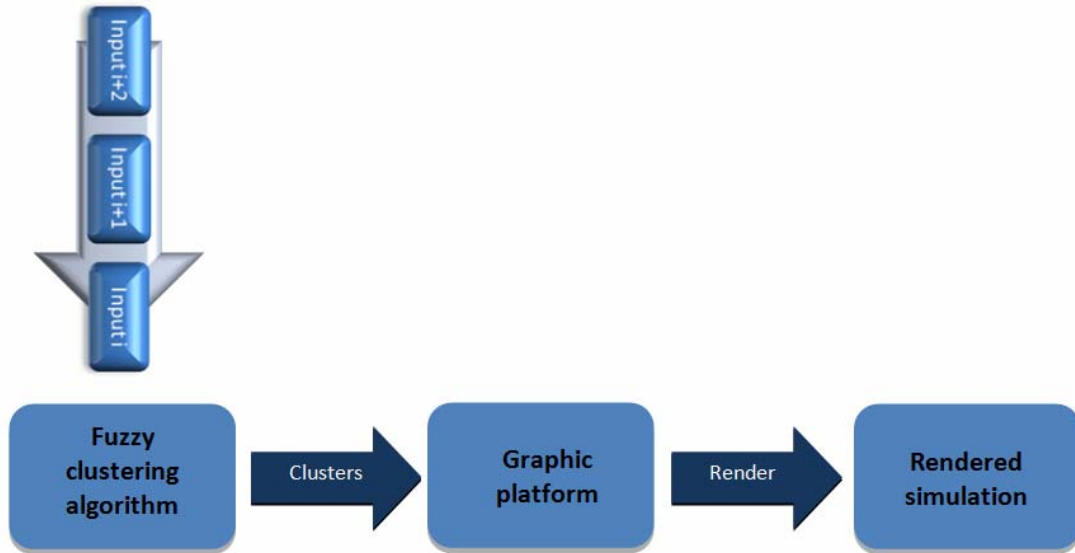 Input i+2
Input i+1
Input i
Fuzzy
clustering
algorithm
Clusters
Graphic
platform
Render
Rendered
simulation